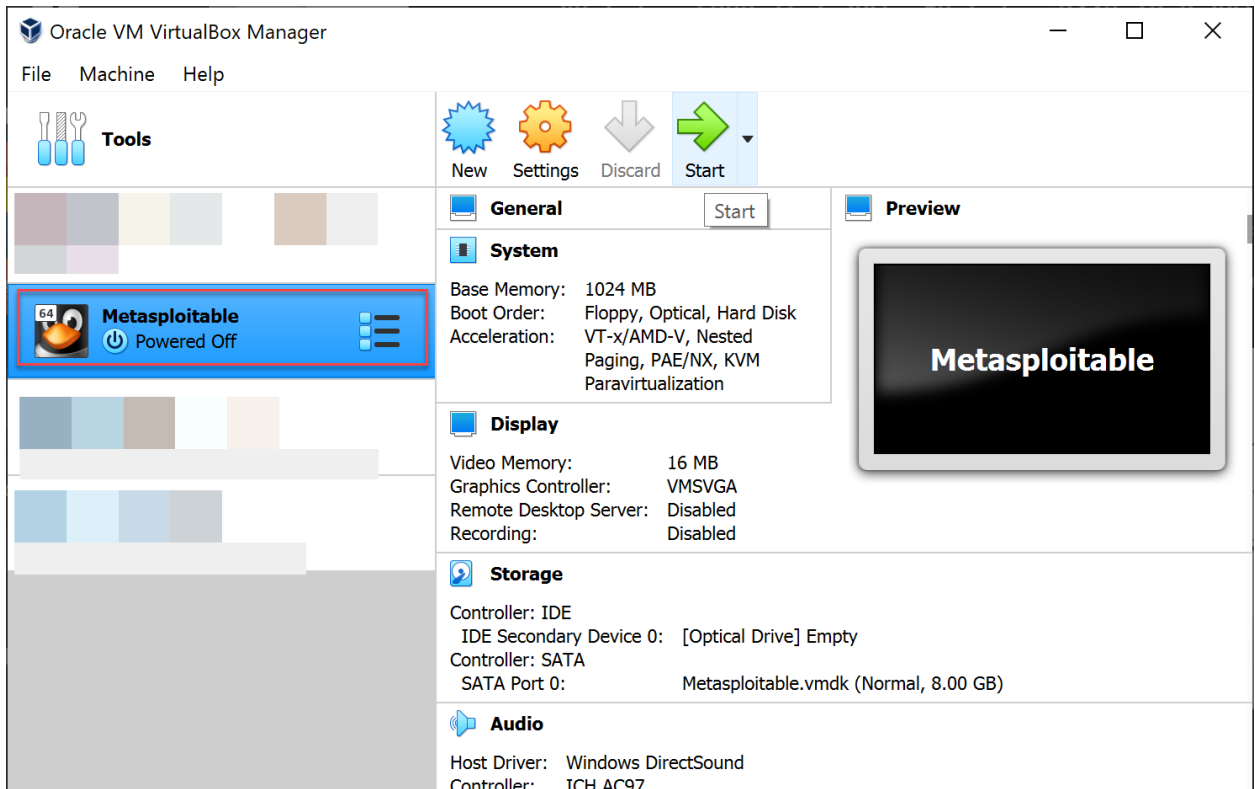 Oracle VM VirtualBox Manager
File Machine Help
Tools
New Settings Discard Start
Start
64
Metasploitable
Powered Off
General
System
Base Memory: 1024 MB
Boot Order: Floppy, Optical, Hard Disk
Acceleration: VT-x/AMD-V, Nested
Paging, PAE/NX, KVM
Paravirtualization
Preview
Metasploitable
Display
Video Memory: 16 MB
Graphics Controller: VMSVGA
Remote Desktop Server: Disabled
Recording: Disabled
Storage
Controller: IDE
IDE Secondary Device 0: [Optical Drive] Empty
Controller: SATA
SATA Port 0: Metasploitable.vmdk (Normal, 8.00 GB)
Audio
Host Driver: Windows DirectSound
Controller: ICH AC97